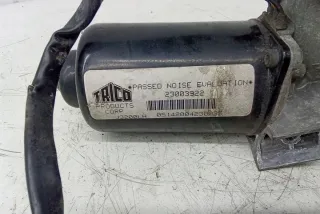 *PASSED NOISE EVALUATION*
23003922
TRICO
PRODUCTS
CORP